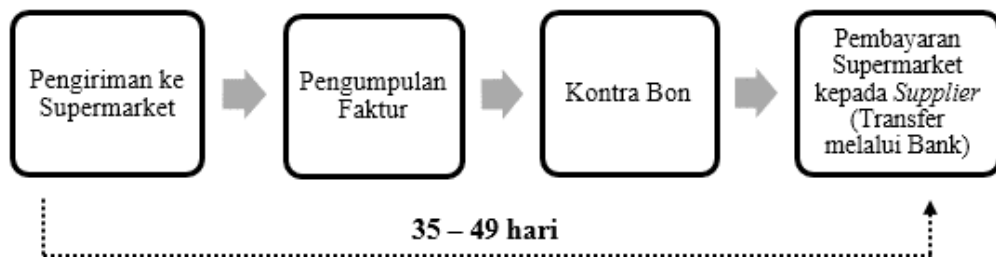 Pengiriman ke
Supermarket
Pengumpulan
Faktur
Kontra Bon
Pembayaran
Supermarket
kepada Supplier
(Transfer
melalui Bank)
35 – 49 hari